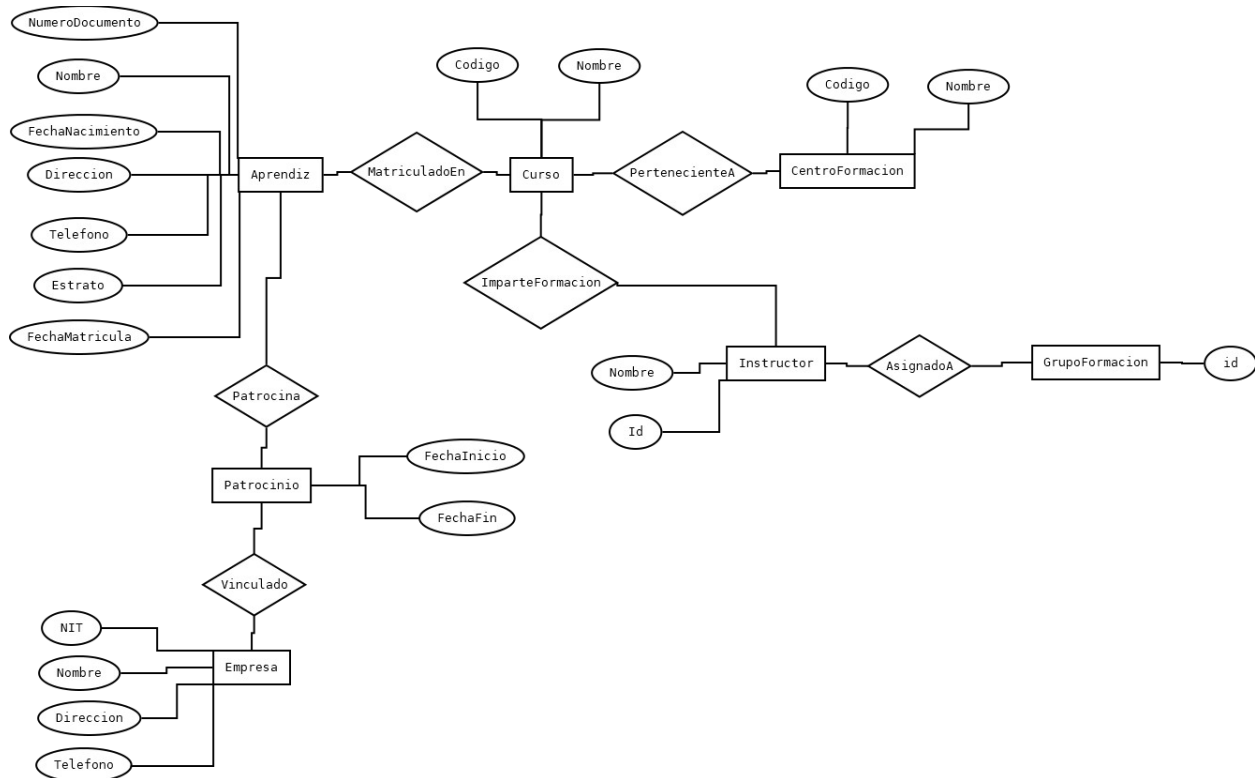 NumeroDocumento
Nombre
FechaNacimiento
Direccion
Telefono
Estrato
FechaMatricula
Aprendiz
MatriculadoEn
Codigo
Nombre
Curso
PertenecienteA
Codigo
Nombre
CentroFormacion
ImparteFormacion
Nombre
Id
Instructor
AsignadoA
GrupoFormacion
id
Patrocina
Patrocinio
FechaInicio
FechaFin
Vinculado
NIT
Nombre
Direccion
Telefono
Empresa